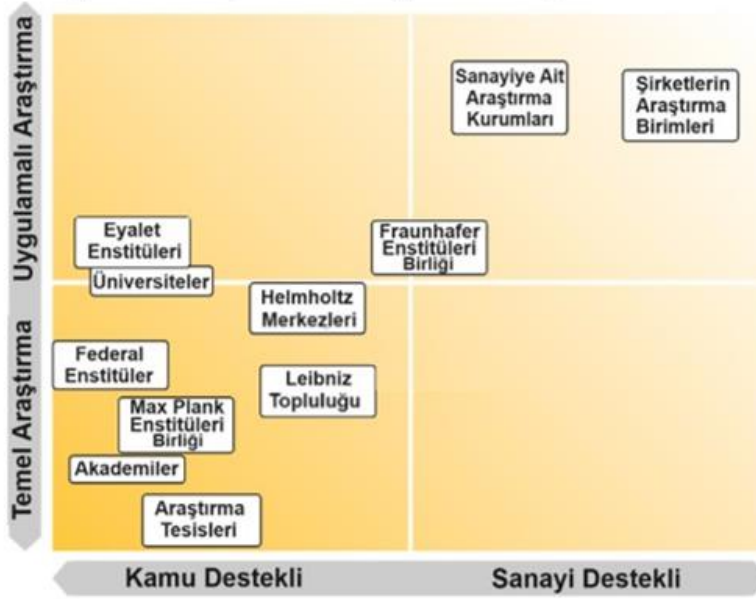 Uygulamalı Araştırma
Temel Araştırma
Sanayiye Ait
Araştırma
Kurumları
Şirketlerin
Araştırma
Birimleri
Eyalet
Enstitüleri
Üniversiteler
Fraunhafer
Enstitüleri
Birliği
Helmholtz
Merkezleri
Federal
Enstitüler
Leibniz
Topluluğu
Max Plank
Enstitüleri
Birliği
Akademiler
Araştırma
Tesisleri
Kamu Destekli
Sanayi Destekli